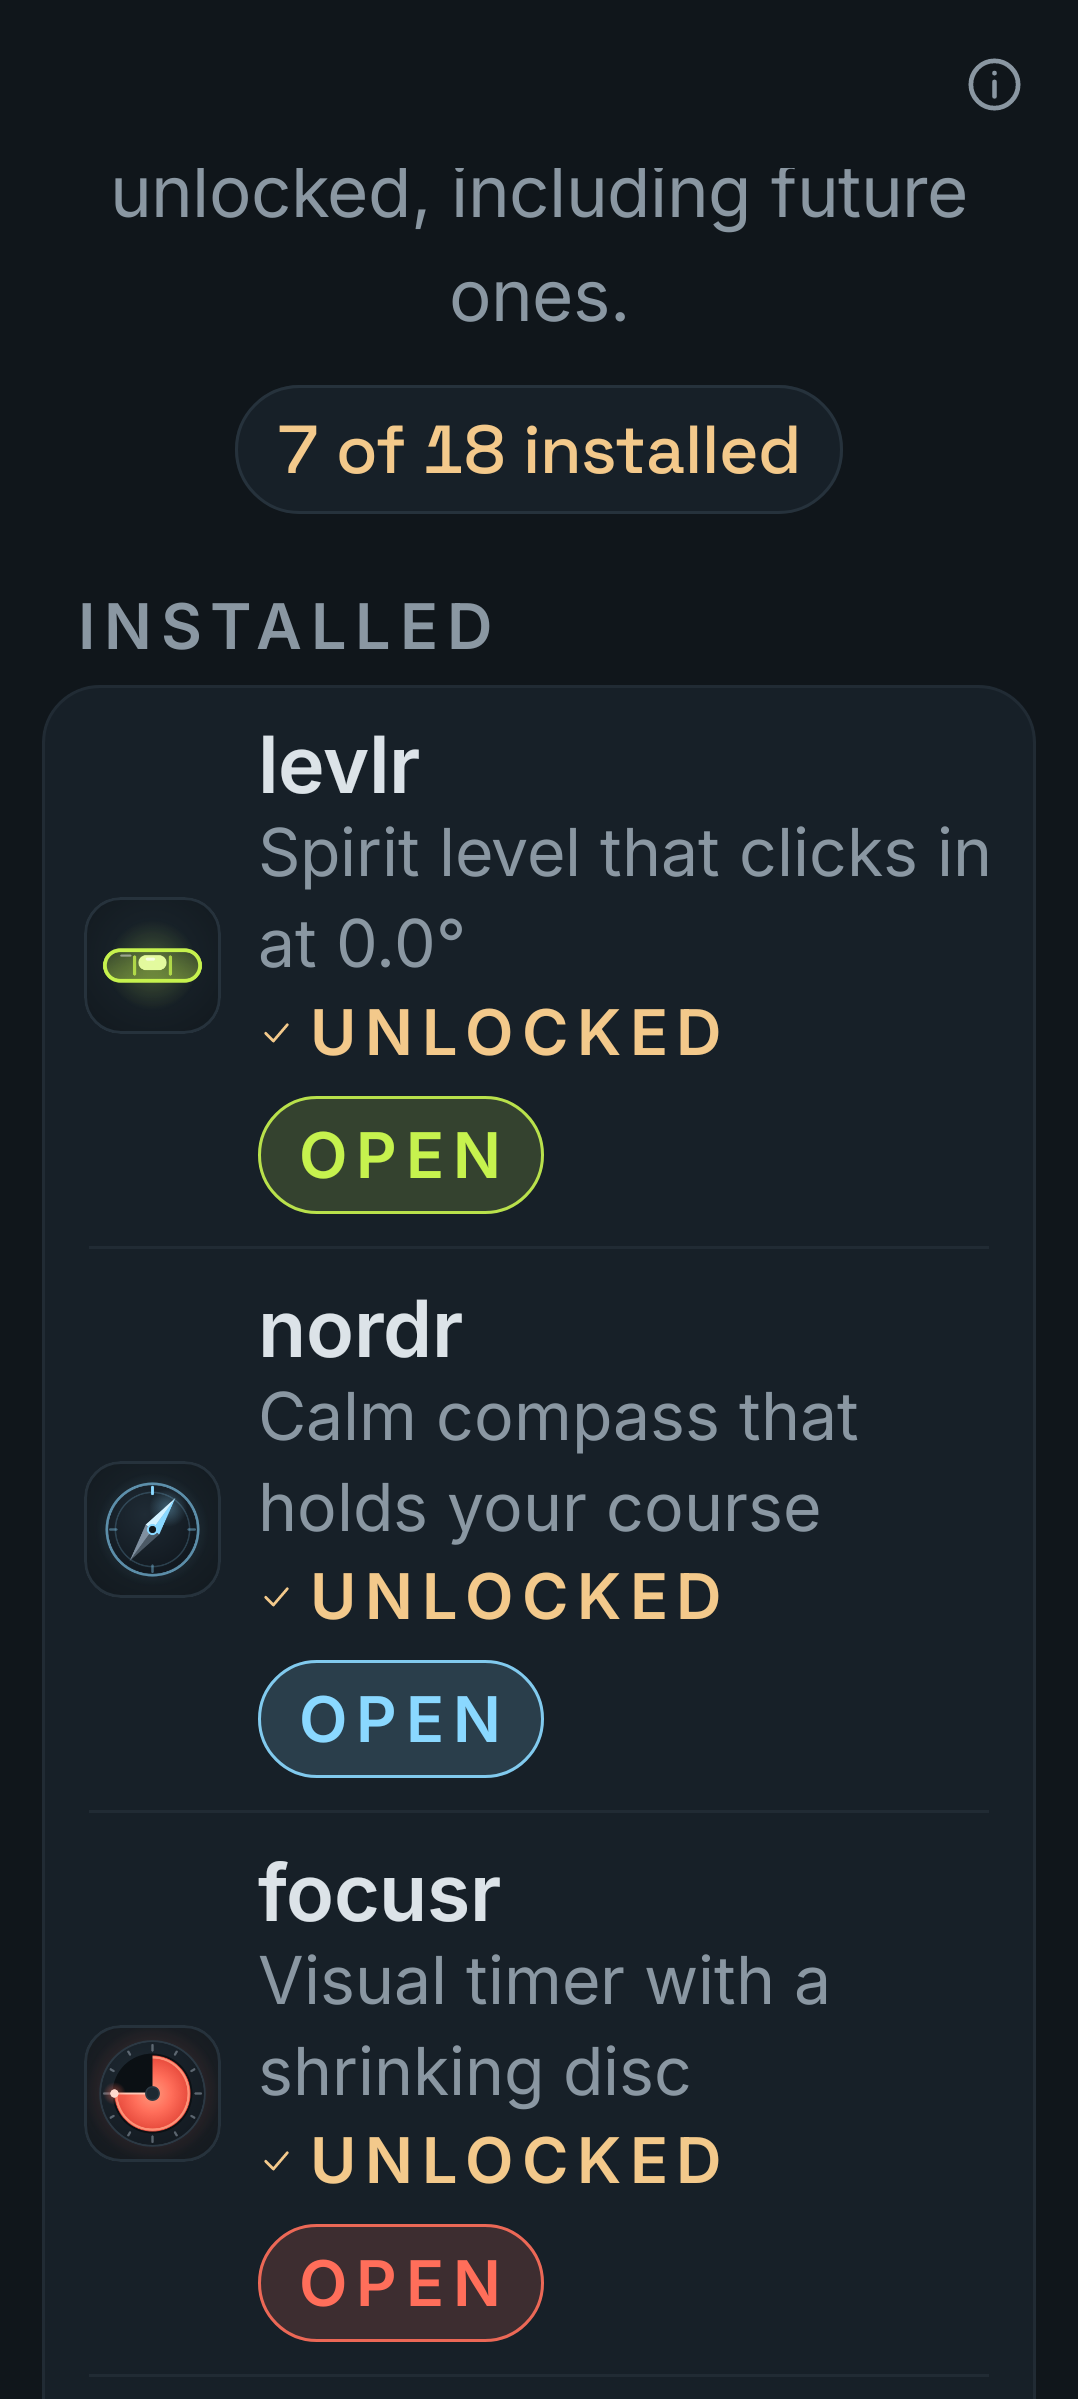 unlocked, including future
ones.
7 of 18 installed
INSTALLED
levlr
Spirit level that clicks in
at 0.0°
✓ UNLOCKED
OPEN
nordr
Calm compass that
holds your course
✓ UNLOCKED
OPEN
focusr
Visual timer with a
shrinking disc
✓ UNLOCKED
OPEN